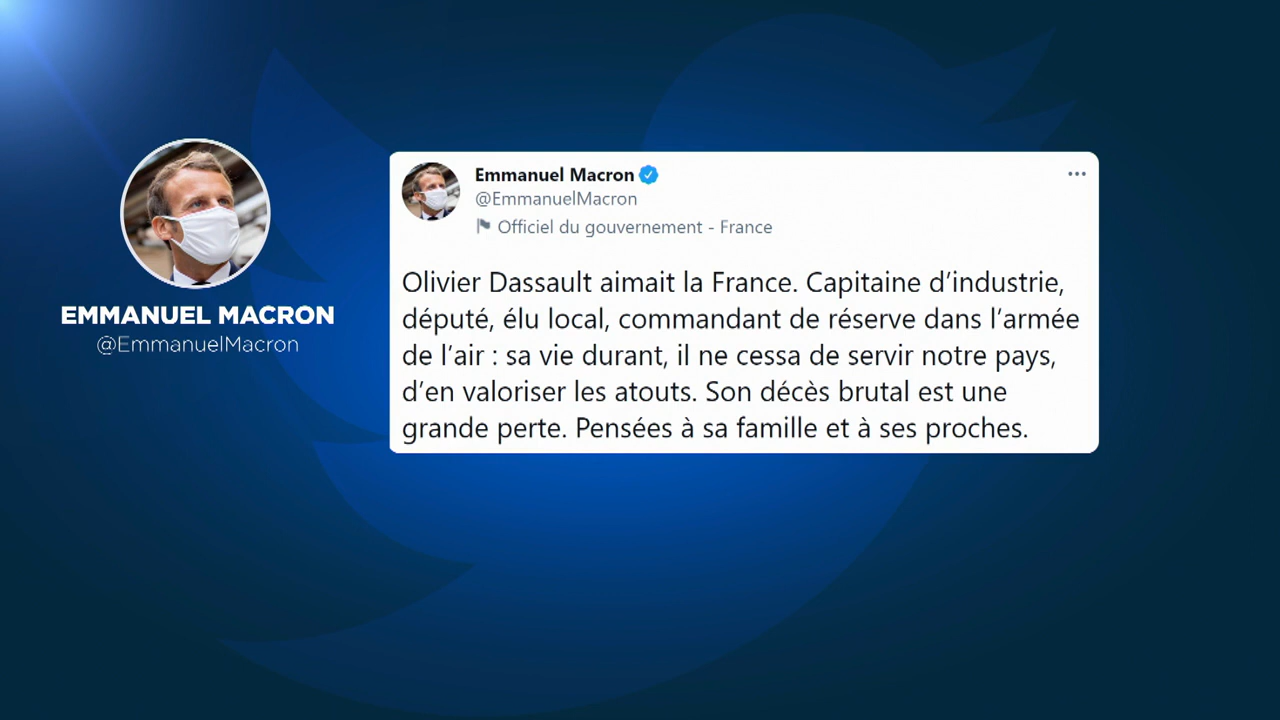 EMMANUEL MACRON
@EmmanuelMacron
Emmanuel Macron
@EmmanuelMacron
Officiel du gouvernement - France
Olivier Dassault aimait la France. Capitaine d’industrie,
député, élu local, commandant de réserve dans l’armée
de l’air : sa vie durant, il ne cessa de servir notre pays,
d’en valoriser les atouts. Son décès brutal est une
grande perte. Pensées à sa famille et à ses proches.